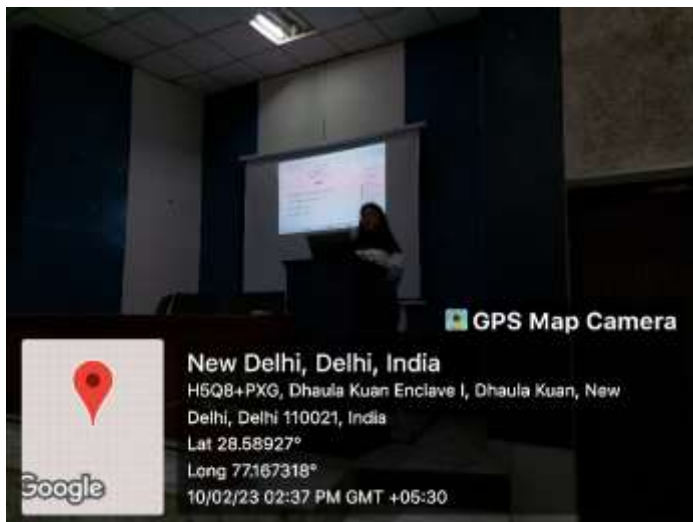 GPS Map Camera
New Delhi, Delhi, India
H5Q8+PXG, Dhaula Kuan Enclave I, Dhaula Kuan, New
Delhi, Delhi 110021, India
Lat 28.58927°
Long 77.167318°
10/02/23 02:37 PM GMT +05:30
Google